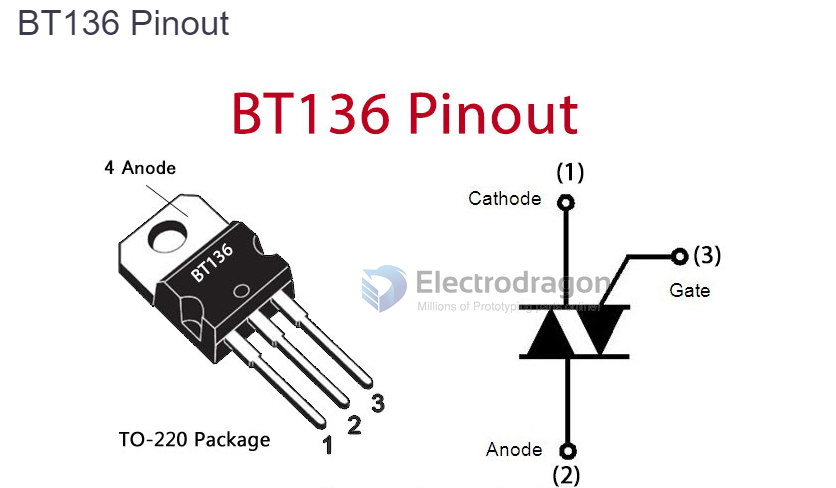 BT136 Pinout
BT136 Pinout
4 Anode
BT136
1
2
3
TO-220 Package
(1)
Cathode
(3)
Gate
Electrodragon
Millions of Prototyping parts
Anode
(2)